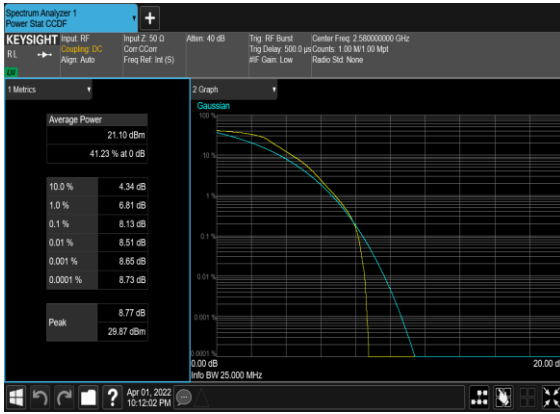 Spectrum Analyzer 1
Power Stat CCDF
+
KEYSIGHT Input: RF Input Z: 50 Ω Atten: 40 dB Trig: RF Burst Center Freq: 2.580000000 GHz
RL Coupling: DC Corr CCorr Trig Delay: 500.0 µs Counts: 1.00 M/1.00 Mpt
Align: Auto Freq Ref: Int (S) #IF Gain: Low Radio Std: None
1 Metrics
Average Power
21.10 dBm
41.23 % at 0 dB
10.0 % 4.34 dB
1.0 % 6.81 dB
0.1 % 8.13 dB
0.01 % 8.51 dB
0.001 % 8.65 dB
0.0001 % 8.73 dB
Peak
8.77 dB
29.87 dBm
2 Graph
Gaussian
100 %
10 %
1 %
0.1 %
0.01 %
0.001 %
0.0001 %
0.00 dB 20.00 d
Info BW 25.000 MHz
? Apr 01, 2022
10:12:02 PM